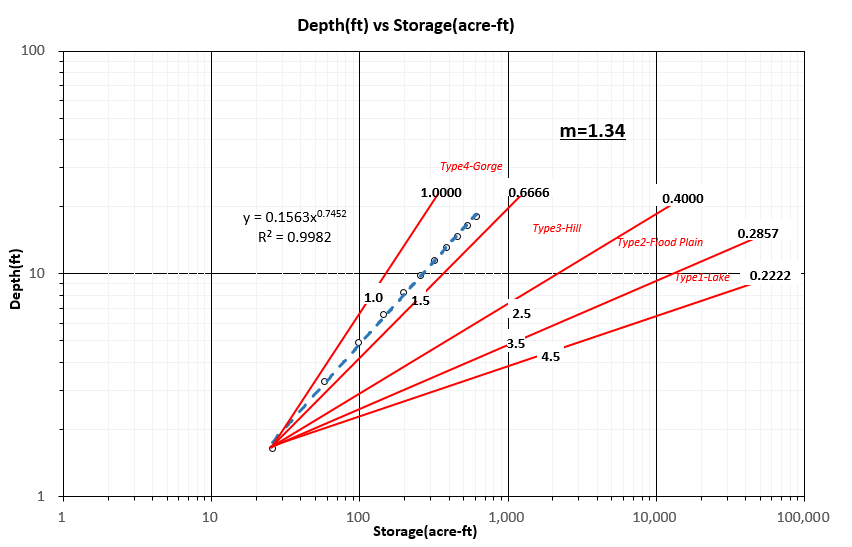 Depth(ft) vs Storage(acre-ft)
100
m=1.34
Type4-Gorge
1.0000
0.6666
0.4000
y = 0.1563x^0.7452
R² = 0.9982
Type3-Hill
0.2857
Type2-Flood Plain
Depth(ft)
10
Type1-Lake
0.2222
1.0
1.5
2.5
3.5
4.5
1
1
10
100
1,000
10,000
100,000
Storage(acre-ft)